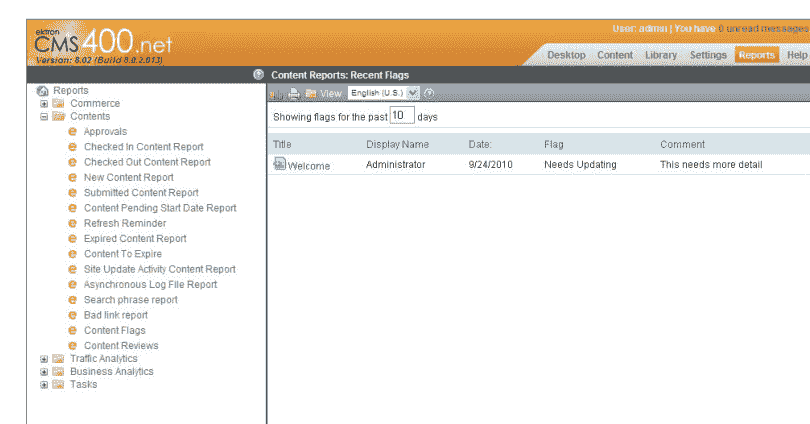 User: admin | You have 0 unread messages
ektron
CMS400.net
Version: 8.02 (Build 8.0.2.013)
Desktop Content Library Settings Reports Help
Content Reports: Recent Flags
View English (U.S.)
Showing flags for the past 10 days
Title Display Name Date: Flag Comment
Welcome Administrator 9/24/2010 Needs Updating This needs more detail
Reports
Commerce
Contents
Approvals
Checked In Content Report
Checked Out Content Report
New Content Report
Submitted Content Report
Content Pending Start Date Report
Refresh Reminder
Expired Content Report
Content To Expire
Site Update Activity Content Report
Asynchronous Log File Report
Search phrase report
Bad link report
Content Flags
Content Reviews
Traffic Analytics
Business Analytics
Tasks